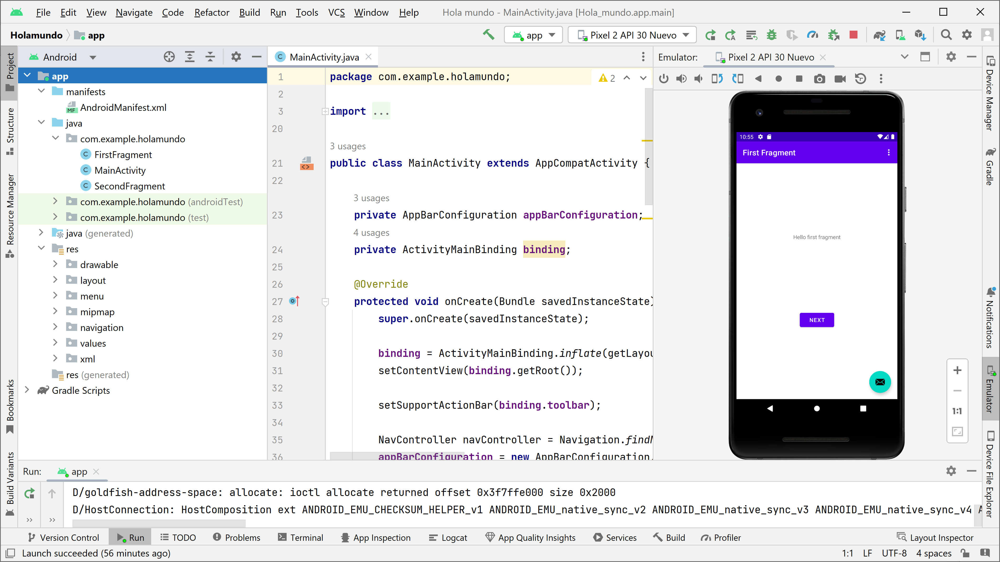 File Edit View Navigate Code Refactor Build Run Tools VCS Window Help Hola mundo - MainActivity.java [Hola_mundo.app.main]
Holamundo app
app
Pixel 2 API 30 Nuevo
Project
Structure
Resource Manager
Bookmarks
Build Variants
Android
app
manifests
AndroidManifest.xml
java
com.example.holamundo
FirstFragment
MainActivity
SecondFragment
com.example.holamundo (androidTest)
com.example.holamundo (test)
java (generated)
res
drawable
layout
menu
mipmap
navigation
values
xml
res (generated)
Gradle Scripts
MainActivity.java
1 package com.example.holamundo; 2
2
3 import ...
20
3 usages
21 public class MainActivity extends AppCompatActivity {
22
3 usages
23 private AppBarConfiguration appBarConfiguration;
4 usages
24 private ActivityMainBinding binding;
25
26 @Override
27 protected void onCreate(Bundle savedInstanceState)
28 super.onCreate(savedInstanceState);
29
30 binding = ActivityMainBinding.inflate(getLayou
31 setContentView(binding.getRoot());
32
33 setSupportActionBar(binding.toolbar);
34
35 NavController navController = Navigation.findN
36 appBarConfiguration = new AppBarConfiguration.
Emulator: Pixel 2 API 30 Nuevo
10:55
First Fragment
Hello first fragment
NEXT
1:1
Device Manager
Gradle
Notifications
Emulator
Device File Explorer
Run: app
D/goldfish-address-space: allocate: ioctl allocate returned offset 0x3f7ffe000 size 0x2000
D/HostConnection: HostComposition ext ANDROID_EMU_CHECKSUM_HELPER_v1 ANDROID_EMU_native_sync_v2 ANDROID_EMU_native_sync_v3 ANDROID_EMU_native_sync_v4 A
Version Control Run TODO Problems Terminal App Inspection Logcat App Quality Insights Services Build Profiler Layout Inspector
Launch succeeded (56 minutes ago) 1:1 LF UTF-8 4 spaces